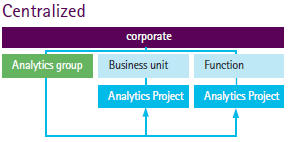 Centralized
corporate
Analytics group Business unit Function
Analytics Project Analytics Project